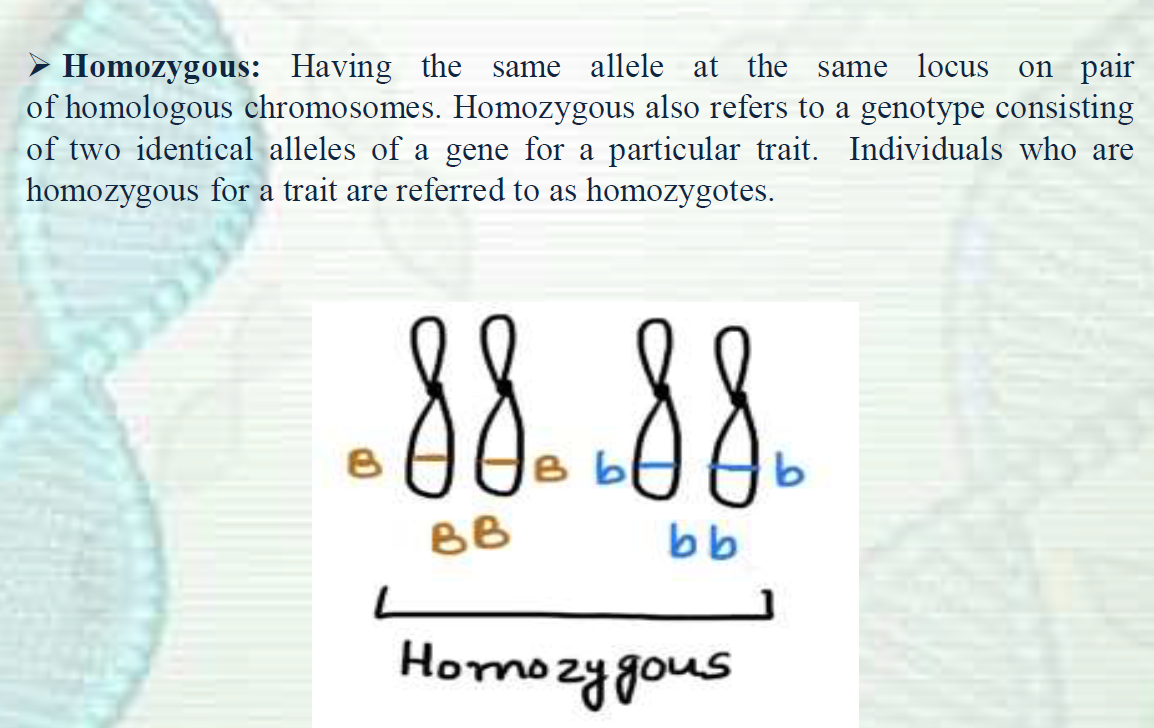 ➢ Homozygous: Having the same allele at the same locus on pair
of homologous chromosomes. Homozygous also refers to a genotype consisting
of two identical alleles of a gene for a particular trait. Individuals who are
homozygous for a trait are referred to as homozygotes.
B B b b
BB bb
Homozygous